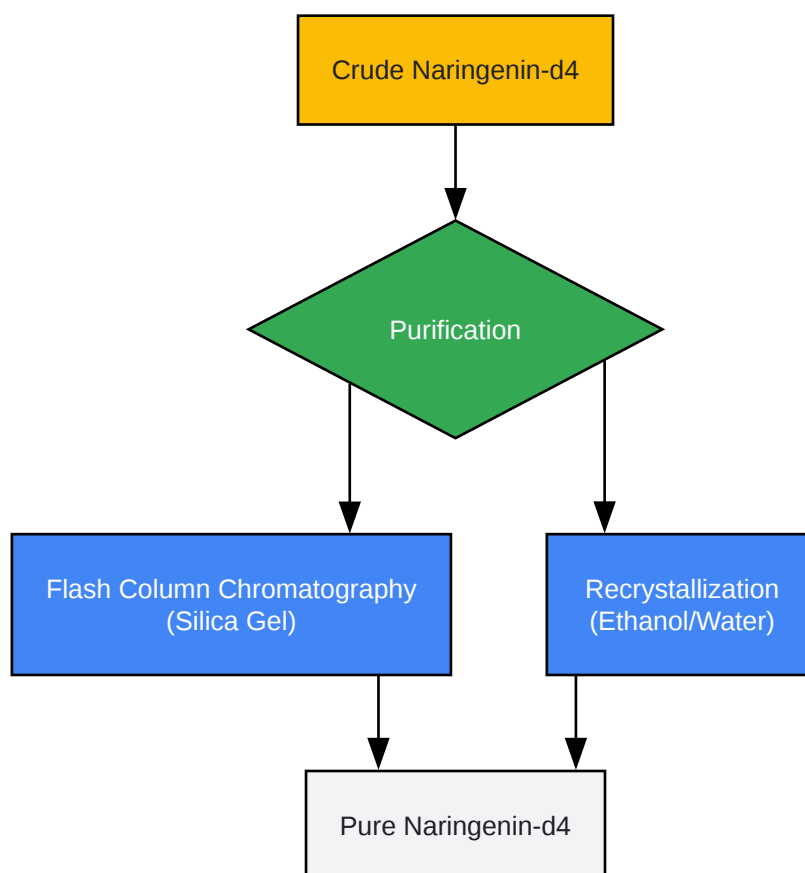 Crude Naringenin-d4
Purification
Flash Column Chromatography
(Silica Gel)
Recrystallization
(Ethanol/Water)
Pure Naringenin-d4